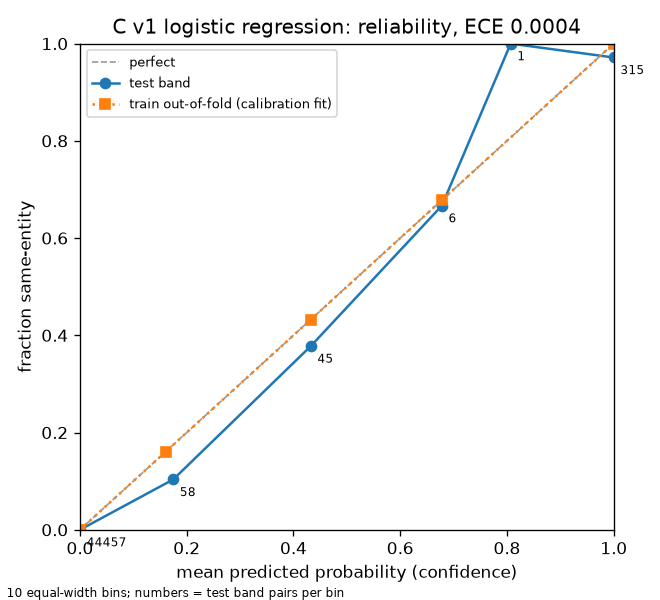 C v1 logistic regression: reliability, ECE 0.0004
perfect
test band
train out-of-fold (calibration fit)
1.0
0.8
0.6
0.4
0.2
0.0
fraction same-entity
1
315
6
45
58
44457
0.0 0.2 0.4 0.6 0.8 1.0
mean predicted probability (confidence)
10 equal-width bins; numbers = test band pairs per bin